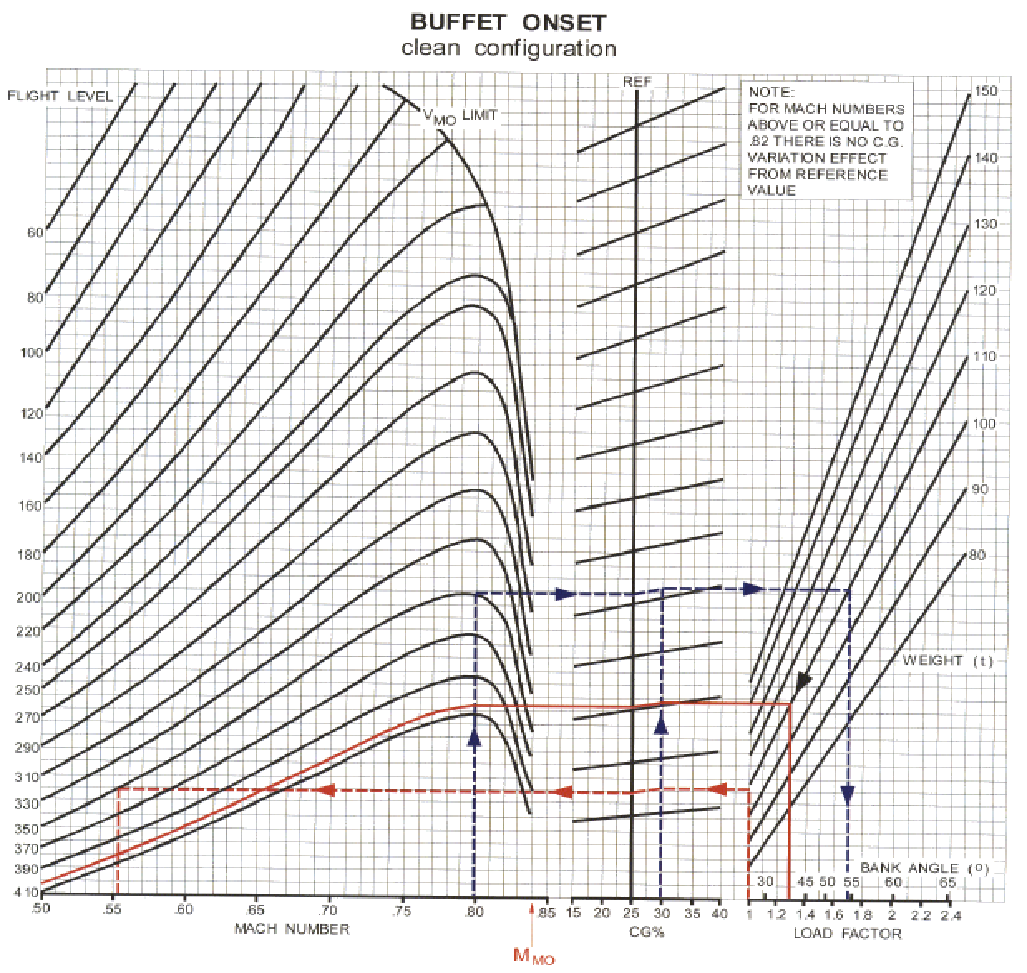 BUFFET ONSET
clean configuration
FLIGHT LEVEL
V MO LIMIT
REF
NOTE:
FOR MACH NUMBERS
ABOVE OR EQUAL TO
.82 THERE IS NO C.G.
VARIATION EFFECT
FROM REFERENCE
VALUE
150
140
130
120
110
100
90
80
60
80
100
120
140
160
180
200
220
240
250
270
290
310
330
350
370
390
410
WEIGHT (t)
BANK ANGLE (º)
30 45 50 55 60 65
.50 .55 .60 .65 .70 .75 .80 .85 15 20 25 30 35 40 1 1.2 1.4 1.6 1.8 2 2.2 2.4
MACH NUMBER CG% LOAD FACTOR
M MO